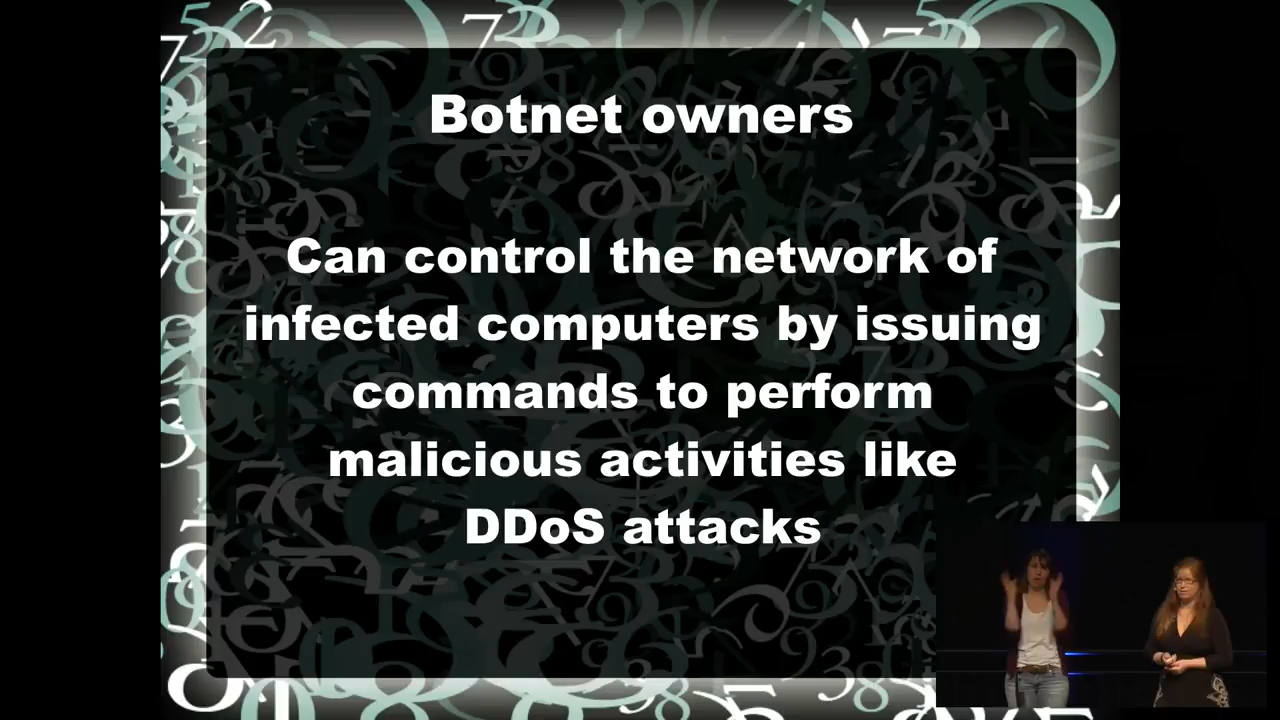 Botnet owners
Can control the network of
infected computers by issuing
commands to perform
malicious activities like
DDoS attacks